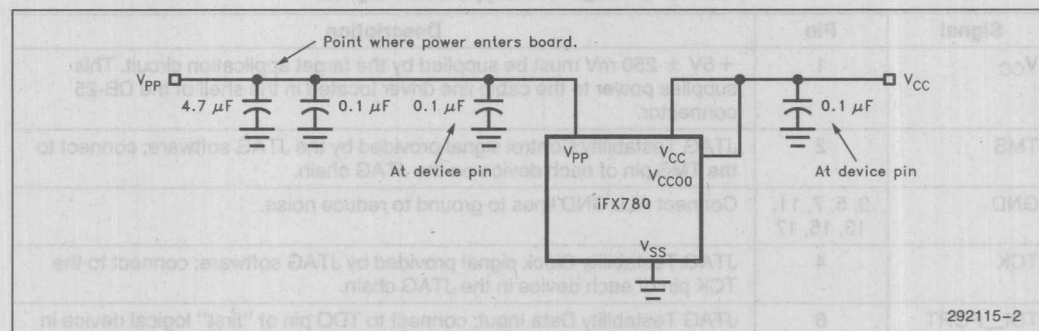 Point where power enters board.
VPP
VCC
4.7 μF
0.1 μF
0.1 μF
0.1 μF
At device pin
At device pin
VPP
VCC
VCCOO
iFX780
VSS
292115-2
Signal Pin Description
VCC 1 +5V ± 250 mV must be supplied by the target application circuit. This
supplies power to the cable line driver located in the shell of the DB-25
connector.
TMS 2 JTAG Testability Control signal provided by the JTAG software; connect to
the TMS pin of each device in the JTAG chain.
GND 3, 5, 7, 11, Connect GND lines to ground to reduce noise.
13, 15, 17
TCK 4 JTAG Testability Clock signal provided by JTAG software; connect to the
TCK pin of each device in the JTAG chain.
6 JTAG Testability Data Input; connect to TDO pin of "first" logical device in